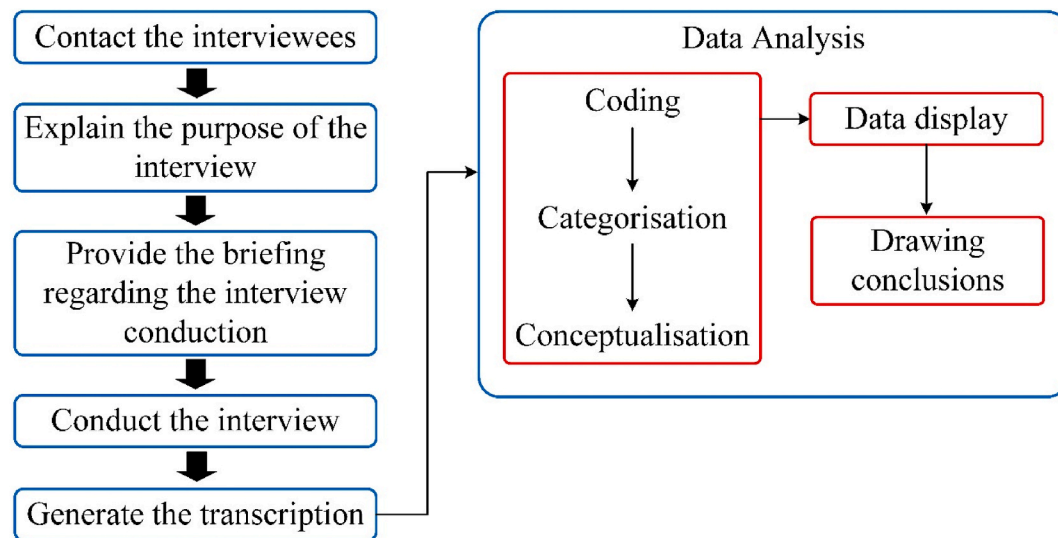 Contact the interviewees
Explain the purpose of the
interview
Provide the briefing
regarding the interview
conduction
Conduct the interview
Generate the transcription
Data Analysis
Coding
Categorisation
Conceptualisation
Data display
Drawing
conclusions